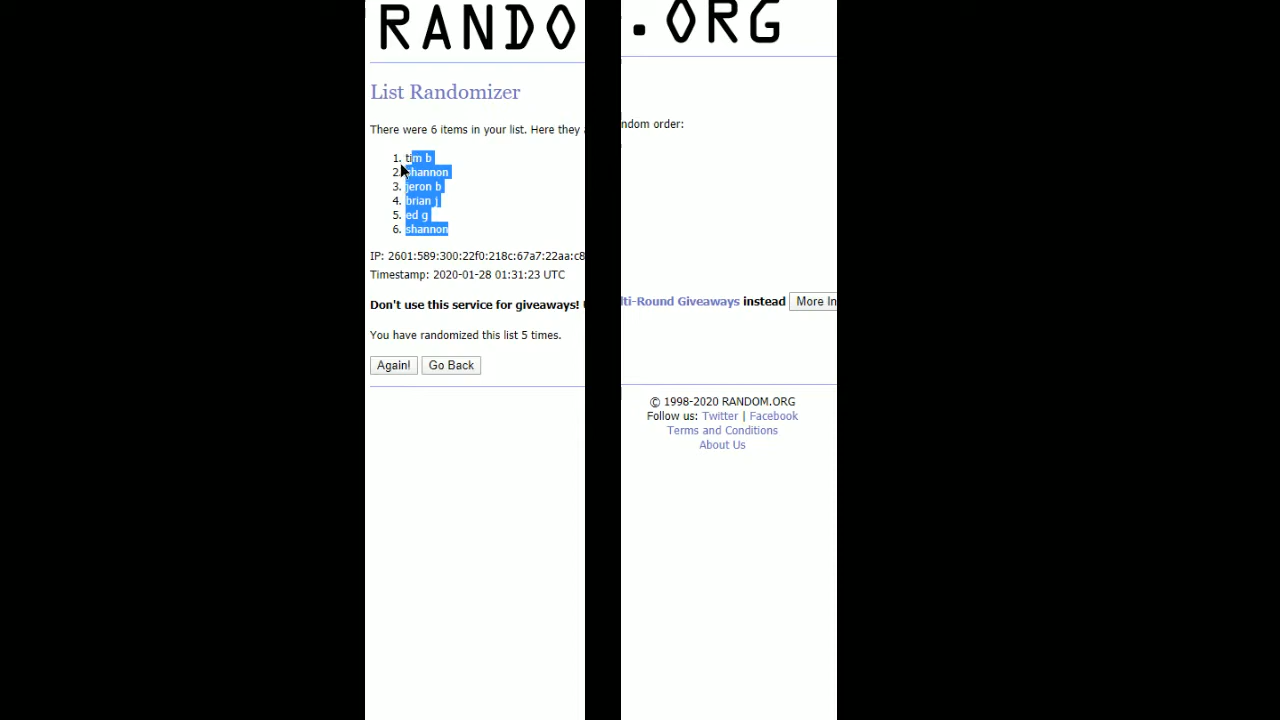 RANDO
List Randomizer
There were 6 items in your list. Here they
1. tim b
2. shannon
3. jeron b
4. brian j
5. ed g
6. shannon
IP: 2601:589:300:22f0:218c:67a7:22aa:c8
Timestamp: 2020-01-28 01:31:23 UTC
Don't use this service for giveaways!
You have randomized this list 5 times.
Again! Go Back
.ORG
ndom order:
lti-Round Giveaways instead More In
© 1998-2020 RANDOM.ORG
Follow us: Twitter | Facebook
Terms and Conditions
About Us